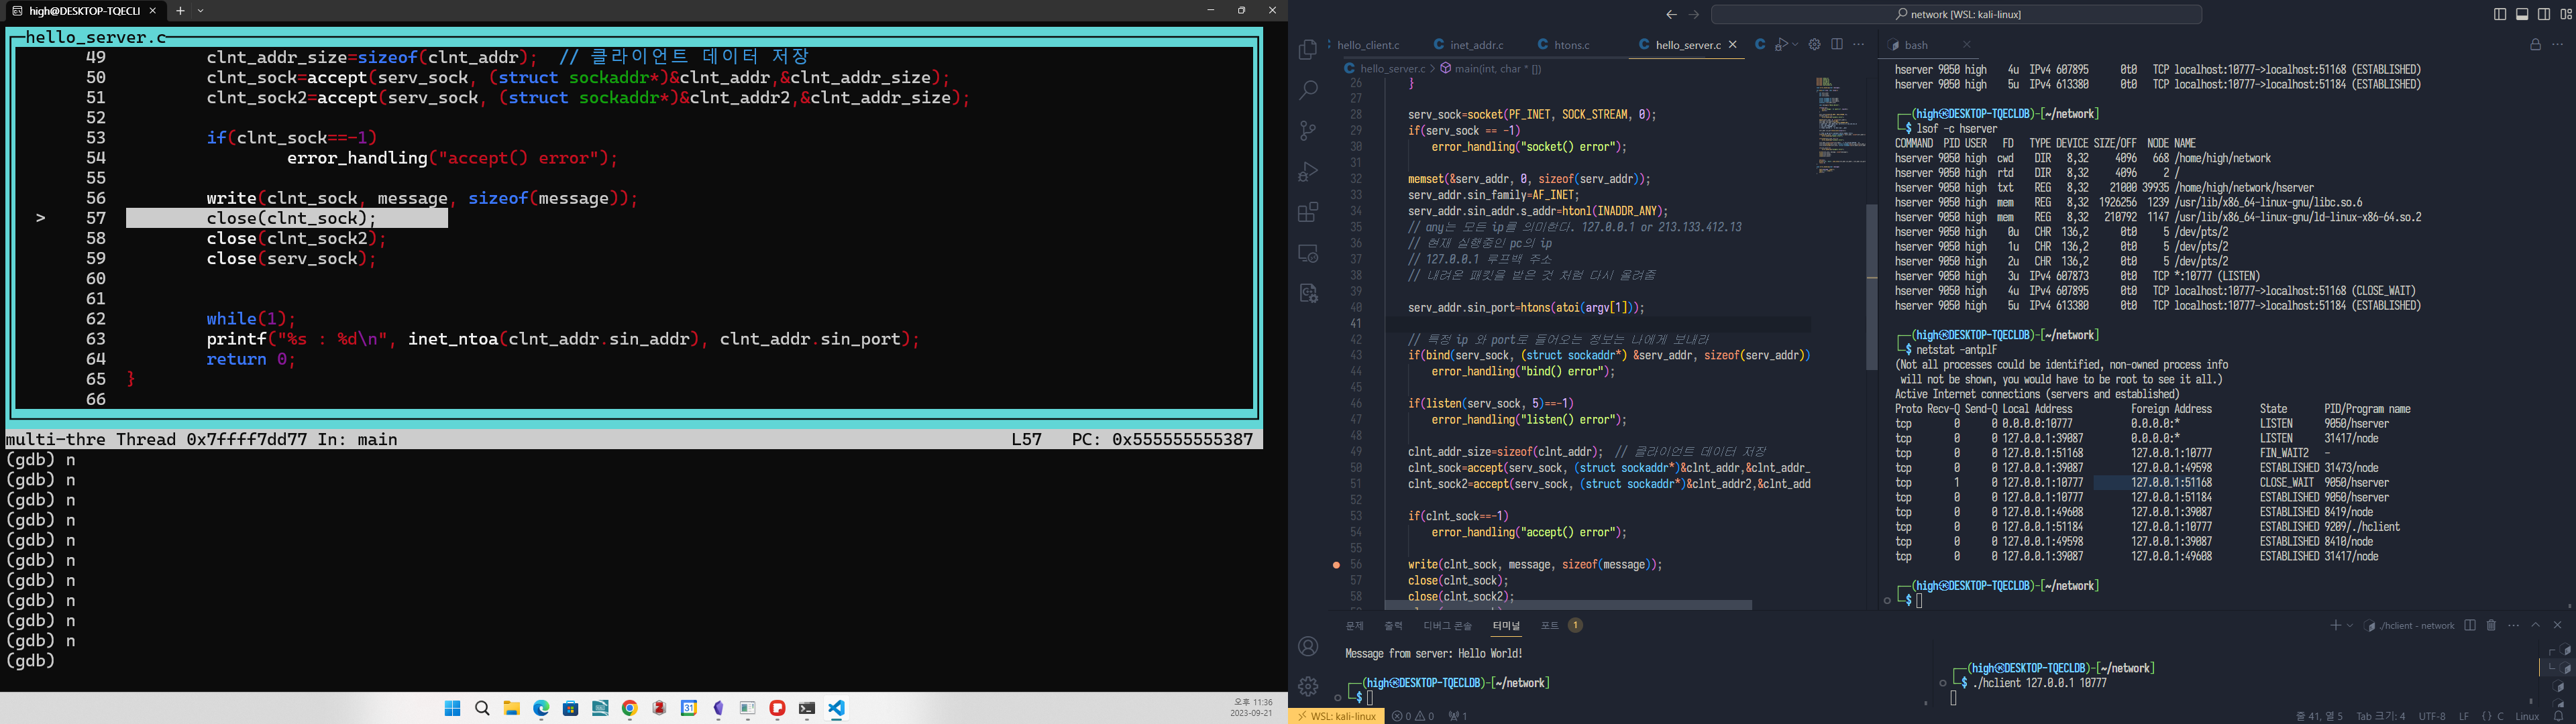 high@DESKTOP-TQECLI
hello_server.c
49 clnt_addr_size=sizeof(clnt_addr); // 클라이언트 데이터 저장
50 clnt_sock=accept(serv_sock, (struct sockaddr*)&clnt_addr,&clnt_addr_size);
51 clnt_sock2=accept(serv_sock, (struct sockaddr*)&clnt_addr2,&clnt_addr_size);
52
53 if(clnt_sock==-1)
54 error_handling("accept() error");
55
56 write(clnt_sock, message, sizeof(message));
> 57 close(clnt_sock);
58 close(clnt_sock2);
59 close(serv_sock);
60
61
62 while(1);
63 printf("%s : %d\n", inet_ntoa(clnt_addr.sin_addr), clnt_addr.sin_port);
64 return 0;
65 }
66
multi-thre Thread 0x7ffff7dd77 In: main L57 PC: 0x555555555387
(gdb) n
(gdb) n
(gdb) n
(gdb) n
(gdb) n
(gdb) n
(gdb) n
(gdb) n
(gdb) n
(gdb) n
(gdb)
오후 11:36
2023-09-21
network [WSL: kali-linux]
hello_client.c
inet_addr.c
htons.c
hello_server.c
hello_server.c > main(int, char * [])
26 }
27
28 serv_sock=socket(PF_INET, SOCK_STREAM, 0);
29 if(serv_sock == -1)
30 error_handling("socket() error");
31
32 memset(&serv_addr, 0, sizeof(serv_addr));
33 serv_addr.sin_family=AF_INET;
34 serv_addr.sin_addr.s_addr=htonl(INADDR_ANY);
35 // any는 모든 ip를 의미한다. 127.0.0.1 or 213.133.412.13
36 // 현재 실행중인 pc의 ip
37 // 127.0.0.1 루프백 주소
38 // 내려온 패킷을 받은 것 처럼 다시 올려줌
39
40 serv_addr.sin_port=htons(atoi(argv[1]));
41
42 // 특정 ip 와 port로 들어오는 정보는 나에게 보내라
43 if(bind(serv_sock, (struct sockaddr*) &serv_addr, sizeof(serv_addr))
44 error_handling("bind() error");
45
46 if(listen(serv_sock, 5)==-1)
47 error_handling("listen() error");
48
49 clnt_addr_size=sizeof(clnt_addr); // 클라이언트 데이터 저장
50 clnt_sock=accept(serv_sock, (struct sockaddr*)&clnt_addr,&clnt_addr_
51 clnt_sock2=accept(serv_sock, (struct sockaddr*)&clnt_addr2,&clnt_add
52
53 if(clnt_sock==-1)
54 error_handling("accept() error");
55
56 write(clnt_sock, message, sizeof(message));
57 close(clnt_sock);
58 close(clnt_sock2);
bash
hserver 9050 high 4u IPv4 607895 0t0 TCP localhost:10777->localhost:51168 (ESTABLISHED)
hserver 9050 high 5u IPv4 613380 0t0 TCP localhost:10777->localhost:51184 (ESTABLISHED)
┌──(high㉿DESKTOP-TQECLDB)-[~/network]
└─$ lsof -c hserver
COMMAND PID USER FD TYPE DEVICE SIZE/OFF NODE NAME
hserver 9050 high cwd DIR 8,32 4096 668 /home/high/network
hserver 9050 high rtd DIR 8,32 4096 2 /
hserver 9050 high txt REG 8,32 21000 39935 /home/high/network/hserver
hserver 9050 high mem REG 8,32 1926256 1239 /usr/lib/x86_64-linux-gnu/libc.so.6
hserver 9050 high mem REG 8,32 210792 1147 /usr/lib/x86_64-linux-gnu/ld-linux-x86-64.so.2
hserver 9050 high 0u CHR 136,2 0t0 5 /dev/pts/2
hserver 9050 high 1u CHR 136,2 0t0 5 /dev/pts/2
hserver 9050 high 2u CHR 136,2 0t0 5 /dev/pts/2
hserver 9050 high 3u IPv4 607873 0t0 TCP *:10777 (LISTEN)
hserver 9050 high 4u IPv4 607895 0t0 TCP localhost:10777->localhost:51168 (CLOSE_WAIT)
hserver 9050 high 5u IPv4 613380 0t0 TCP localhost:10777->localhost:51184 (ESTABLISHED)
┌──(high㉿DESKTOP-TQECLDB)-[~/network]
└─$ netstat -antplF
(Not all processes could be identified, non-owned process info
will not be shown, you would have to be root to see it all.)
Active Internet connections (servers and established)
Proto Recv-Q Send-Q Local Address Foreign Address State PID/Program name
tcp 0 0 0.0.0.0:10777 0.0.0.0:* LISTEN 9050/hserver
tcp 0 0 127.0.0.1:39087 0.0.0.0:* LISTEN 31417/node
tcp 0 0 127.0.0.1:51168 127.0.0.1:10777 FIN_WAIT2 -
tcp 0 0 127.0.0.1:39087 127.0.0.1:49598 ESTABLISHED 31473/node
tcp 1 0 127.0.0.1:10777 127.0.0.1:51168 CLOSE_WAIT 9050/hserver
tcp 0 0 127.0.0.1:10777 127.0.0.1:51184 ESTABLISHED 9050/hserver
tcp 0 0 127.0.0.1:49608 127.0.0.1:39087 ESTABLISHED 8419/node
tcp 0 0 127.0.0.1:51184 127.0.0.1:10777 ESTABLISHED 9209/./hclient
tcp 0 0 127.0.0.1:49598 127.0.0.1:39087 ESTABLISHED 8410/node
tcp 0 0 127.0.0.1:39087 127.0.0.1:49608 ESTABLISHED 31417/node
┌──(high㉿DESKTOP-TQECLDB)-[~/network]
└─$
문제 출력 디버그 콘솔 터미널 포트 1
./hclient - network
Message from server: Hello World!
┌──(high㉿DESKTOP-TQECLDB)-[~/network]
└─$
┌──(high㉿DESKTOP-TQECLDB)-[~/network]
└─$ ./hclient 127.0.0.1 10777
WSL: kali-linux 0 0 1
줄 41, 열 5 Tab 크기: 4 UTF-8 LF {} C Linux